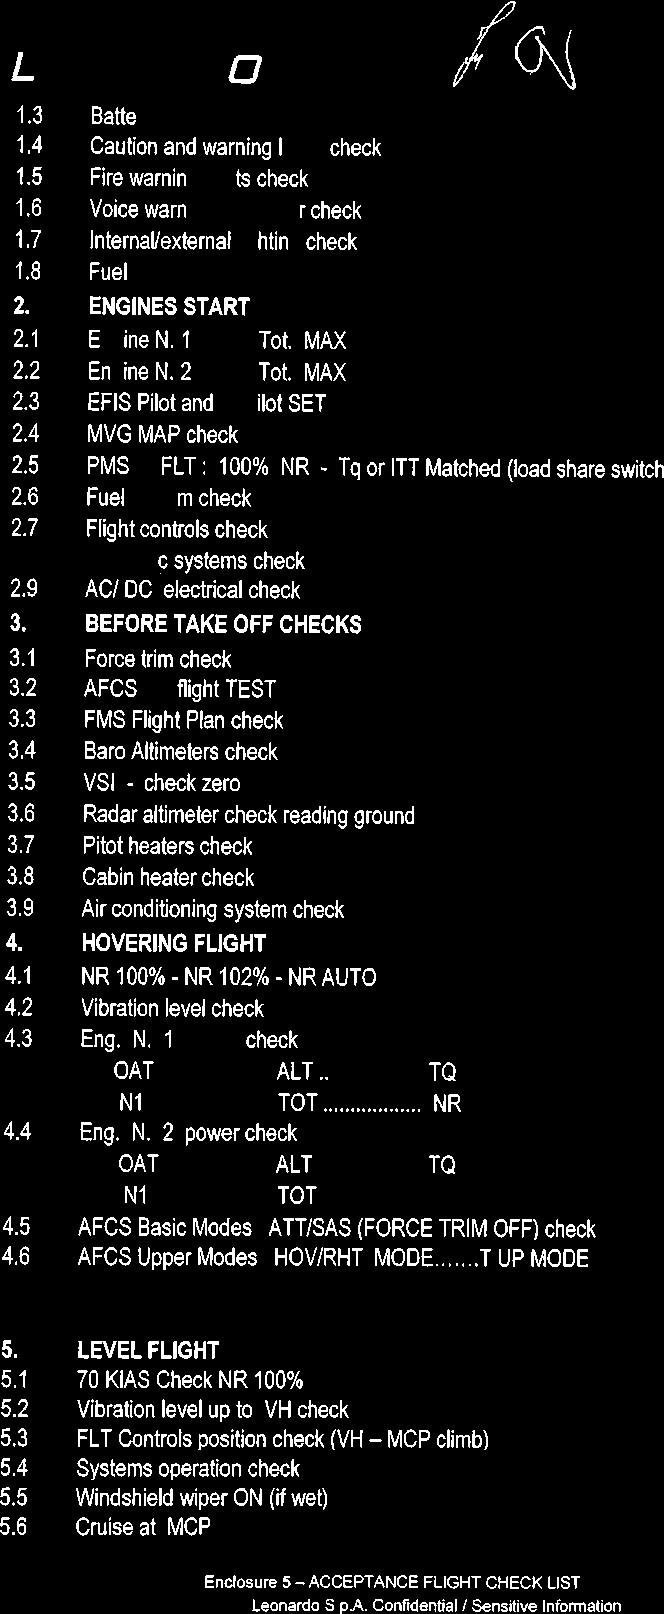 L O
1.3 Batte
1.4 Caution and warning l check
1.5 Fire warnin ts check
1.6 Voice warn r check
1.7 Internal/external htin check
1.8 Fuel
2. ENGINES START
2.1 E ine N. 1 Tot. MAX
2.2 En ine N. 2 Tot. MAX
2.3 EFIS Pilot and ilot SET
2.4 MVG MAP check
2.5 PMS FLT : 100% NR - Tq or ITT Matched (load share switch
2.6 Fuel m check
2.7 Flight controls check
c systems check
2.9 AC/ DC electrical check
3. BEFORE TAKE OFF CHECKS
3.1 Force trim check
3.2 AFCS flight TEST
3.3 FMS Flight Plan check
3.4 Baro Altimeters check
3.5 VSI - check zero
3.6 Radar altimeter check reading ground
3.7 Pitot heaters check
3.8 Cabin heater check
3.9 Air conditioning system check
4. HOVERING FLIGHT
4.1 NR 100% - NR 102% - NR AUTO
4.2 Vibration level check
4.3 Eng. N. 1 check
OAT ALT .. TQ
N1 TOT .................. NR
4.4 Eng. N. 2 power check
OAT ALT TQ
N1 TOT
4.5 AFCS Basic Modes ATT/SAS (FORCE TRIM OFF) check
4.6 AFCS Upper Modes HOV/RHT MODE.......T UP MODE
5. LEVEL FLIGHT
5.1 70 KIAS Check NR 100%
5.2 Vibration level up to VH check
5.3 FLT Controls position check (VH – MCP climb)
5.4 Systems operation check
5.5 Windshield wiper ON (if wet)
5.6 Cruise at MCP
Enclosure 5 – ACCEPTANCE FLIGHT CHECK LIST
Leonardo S p.A. Confidential / Sensitive Information